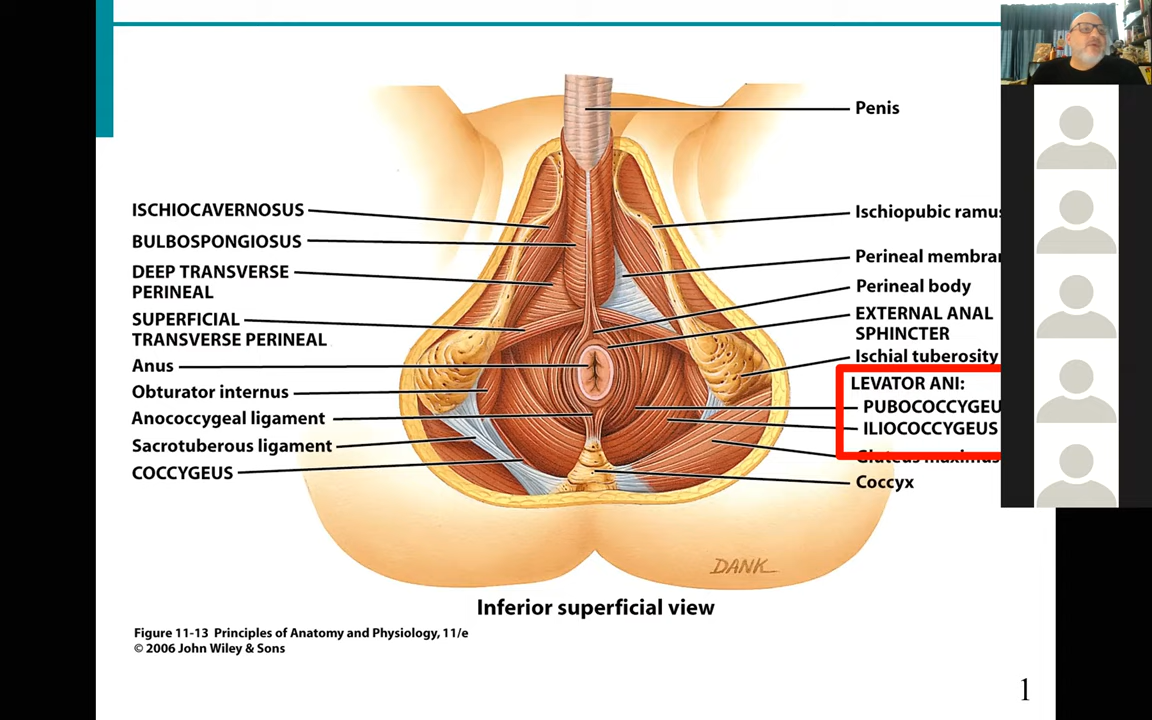 Penis
ISCHIOCAVERNOSUS
BULBOSPONGIOSUS
DEEP TRANSVERSE
PERINEAL
SUPERFICIAL
TRANSVERSE PERINEAL
Anus
Obturator internus
Anococcygeal ligament
Sacrotuberous ligament
COCCYGEUS
Ischiopubic ramus
Perineal membra
Perineal body
EXTERNAL ANAL
SPHINCTER
Ischial tuberosity
LEVATOR ANI:
PUBOCOCCYGEU
ILIOCOCCYGEUS
Gluteus maximus
Coccyx
DANK
Inferior superficial view
Figure 11-13 Principles of Anatomy and Physiology, 11/e
© 2006 John Wiley & Sons
1